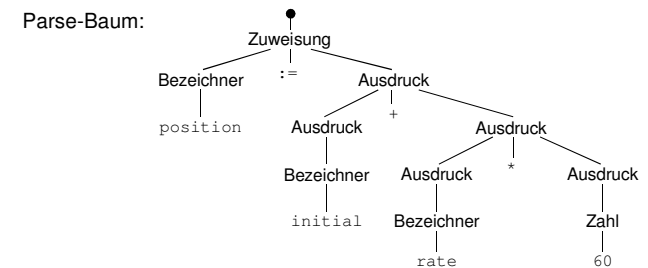 Parse-Baum:
Zuweisung
Bezeichner := Ausdruck
position Ausdruck + Ausdruck
Bezeichner Ausdruck * Ausdruck
initial Bezeichner Zahl
rate 60